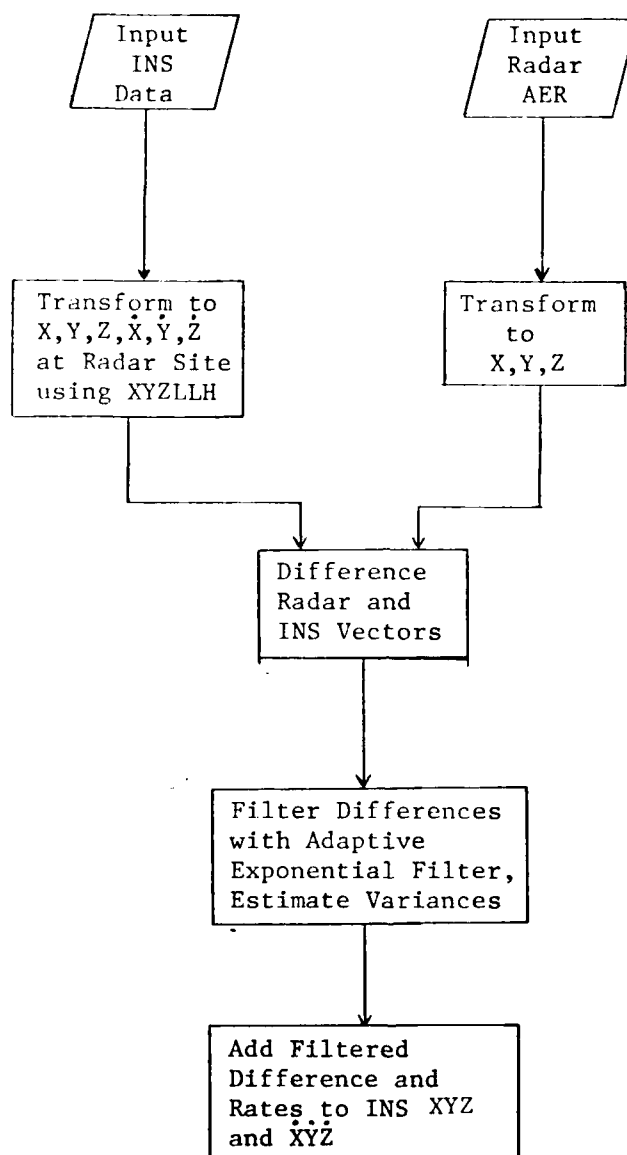 Input
INS
Data
Input
Radar
AER
Transform to
X,Y,Z,Ẋ,Ẏ,Ż
at Radar Site
using XYZLLH
Transform
to
X,Y,Z
Difference
Radar and
INS Vectors
Filter Differences
with Adaptive
Exponential Filter,
Estimate Variances
Add Filtered
Difference and
Rates to INS XYZ
and ẊẎŻ